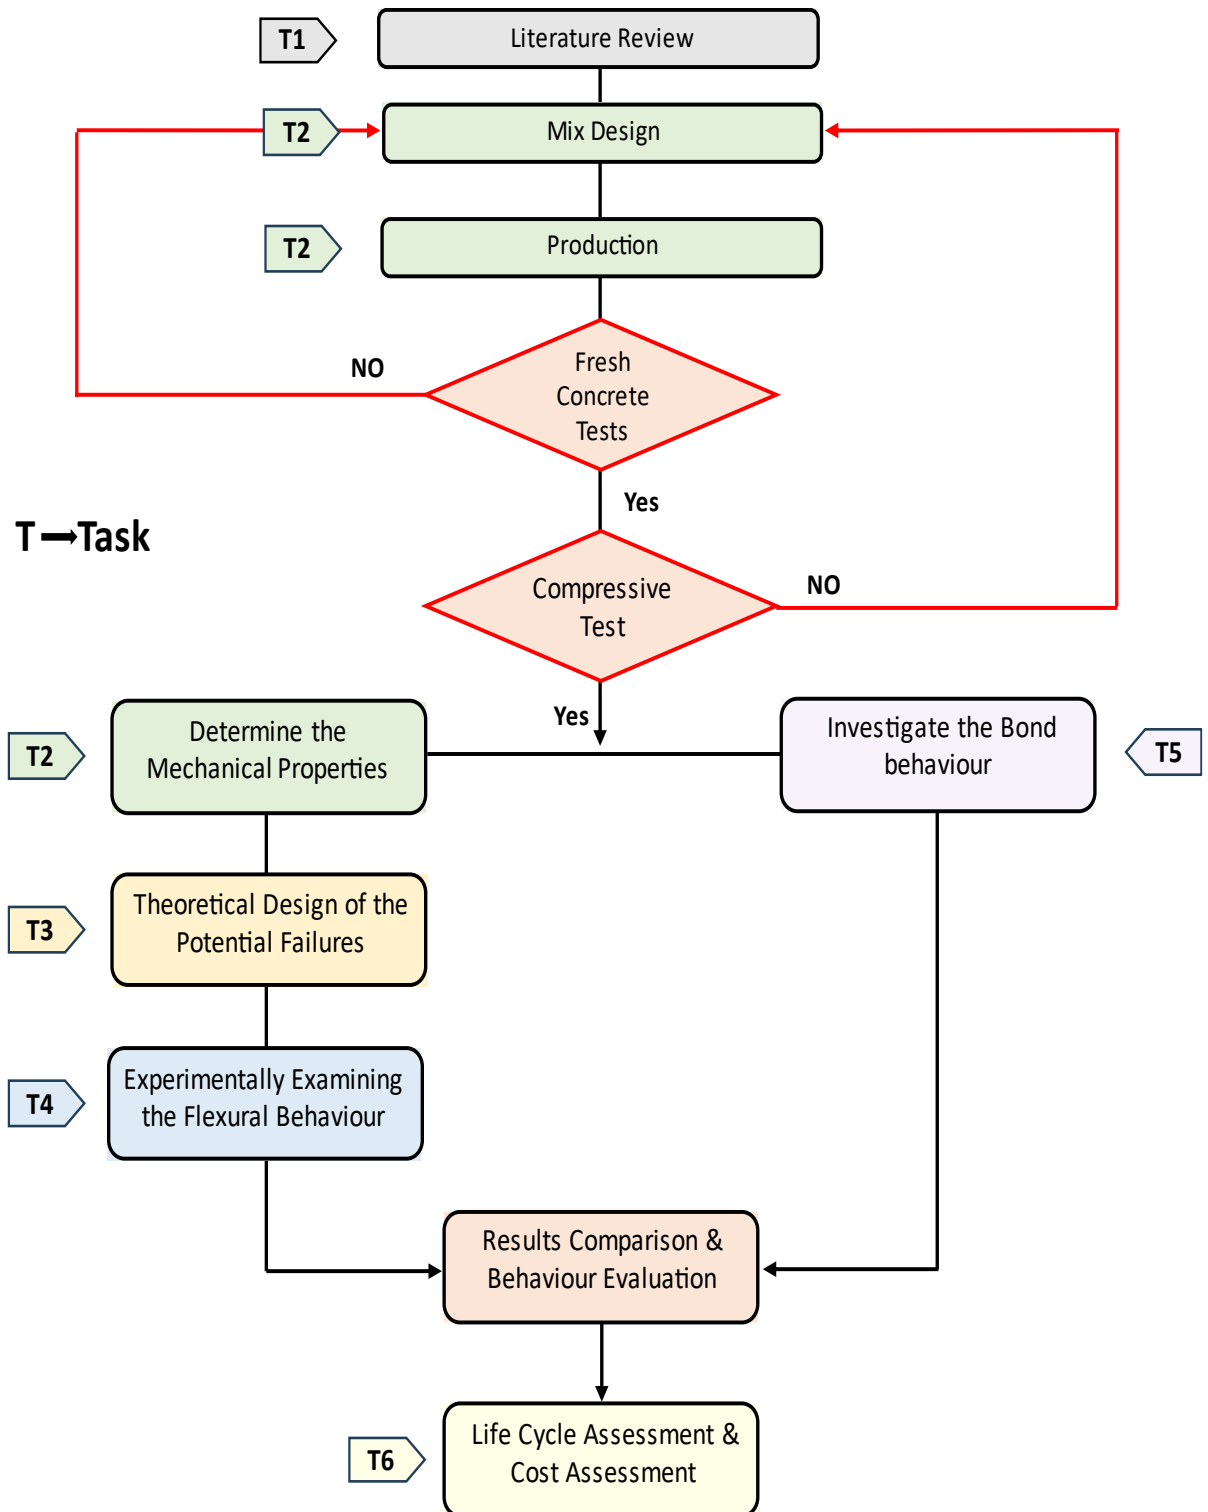 T1
Literature Review
T2
Mix Design
T2
Production
NO
Fresh
Concrete
Tests
Yes
T →Task
Compressive
Test
NO
Yes
T2
Determine the
Mechanical Properties
Investigate the Bond
behaviour
T5
T3
Theoretical Design of the
Potential Failures
T4
Experimentally Examining
the Flexural Behaviour
Results Comparison &
Behaviour Evaluation
T6
Life Cycle Assessment &
Cost Assessment